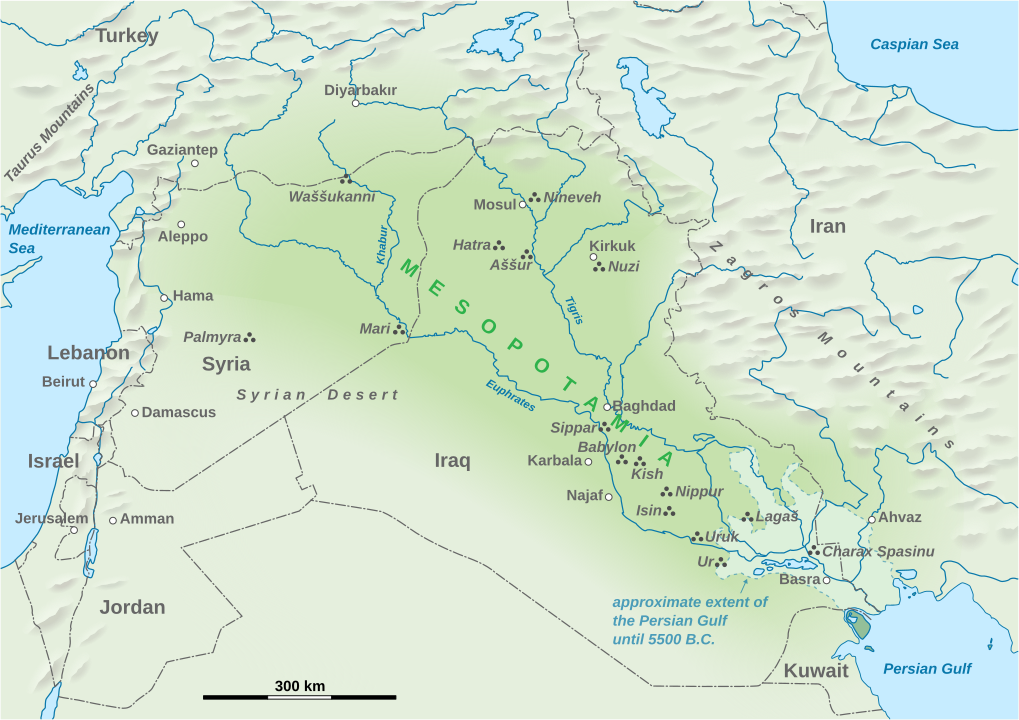 Turkey
Caspian Sea
Diyarbakır
Taurus Mountains
Gaziantep
Waššukanni
Nineveh
Mosul
Mediterranean
Sea
Aleppo
Khabur
Hatra
Aššur
Kirkuk
Nuzi
Iran
Zagros Mountains
MESOPOTAMIA
Hama
Tigris
Mari
Palmyra
Lebanon
Syria
Beirut
Syrian Desert
Euphrates
Damascus
Baghdad
Sippar
Babylon
Israel
Iraq
Karbala
Kish
Najaf
Nippur
Isin
Lagaš
Ahvaz
Jerusalem
Amman
Uruk
Charax Spasinu
Ur
Basra
Jordan
approximate extent of
the Persian Gulf
until 5500 B.C.
Kuwait
Persian Gulf
300 km